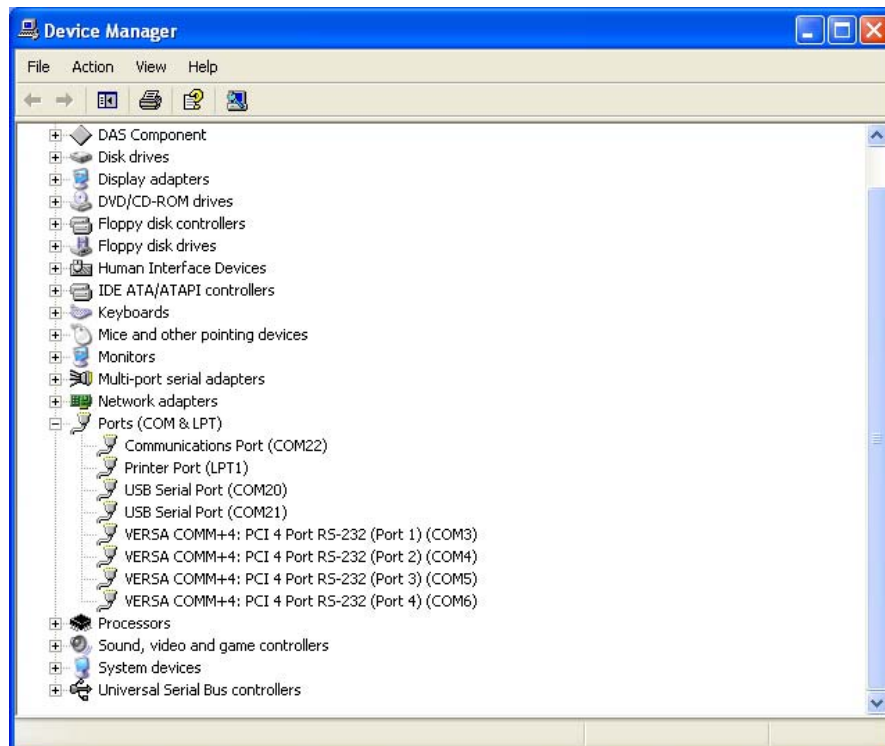 Device Manager
File Action View Help
DAS Component
Disk drives
Display adapters
DVD/CD-ROM drives
Floppy disk controllers
Floppy disk drives
Human Interface Devices
IDE ATA/ATAPI controllers
Keyboards
Mice and other pointing devices
Monitors
Multi-port serial adapters
Network adapters
Ports (COM & LPT)
Communications Port (COM22)
Printer Port (LPT1)
USB Serial Port (COM20)
USB Serial Port (COM21)
VERSA COMM+4: PCI 4 Port RS-232 (Port 1) (COM3)
VERSA COMM+4: PCI 4 Port RS-232 (Port 2) (COM4)
VERSA COMM+4: PCI 4 Port RS-232 (Port 3) (COM5)
VERSA COMM+4: PCI 4 Port RS-232 (Port 4) (COM6)
Processors
Sound, video and game controllers
System devices
Universal Serial Bus controllers